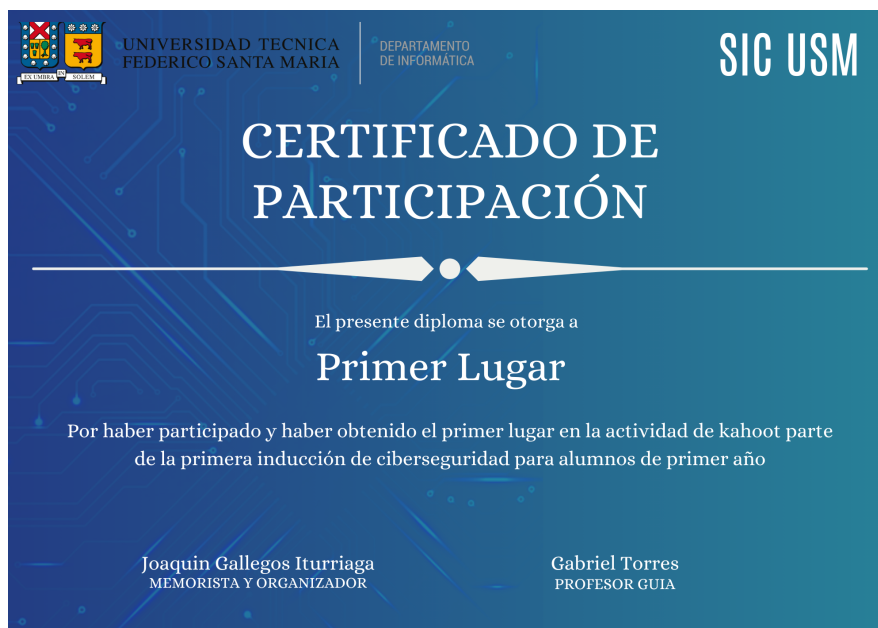 UNIVERSIDAD TECNICA
FEDERICO SANTA MARIA
EX UMBRA IN SOLEM
DEPARTAMENTO
DE INFORMÁTICA
SIC USM
CERTIFICADO DE
PARTICIPACIÓN
El presente diploma se otorga a
Primer Lugar
Por haber participado y haber obtenido el primer lugar en la actividad de kahoot parte
de la primera inducción de ciberseguridad para alumnos de primer año
Joaquin Gallegos Iturriaga
MEMORISTA Y ORGANIZADOR
Gabriel Torres
PROFESOR GUIA